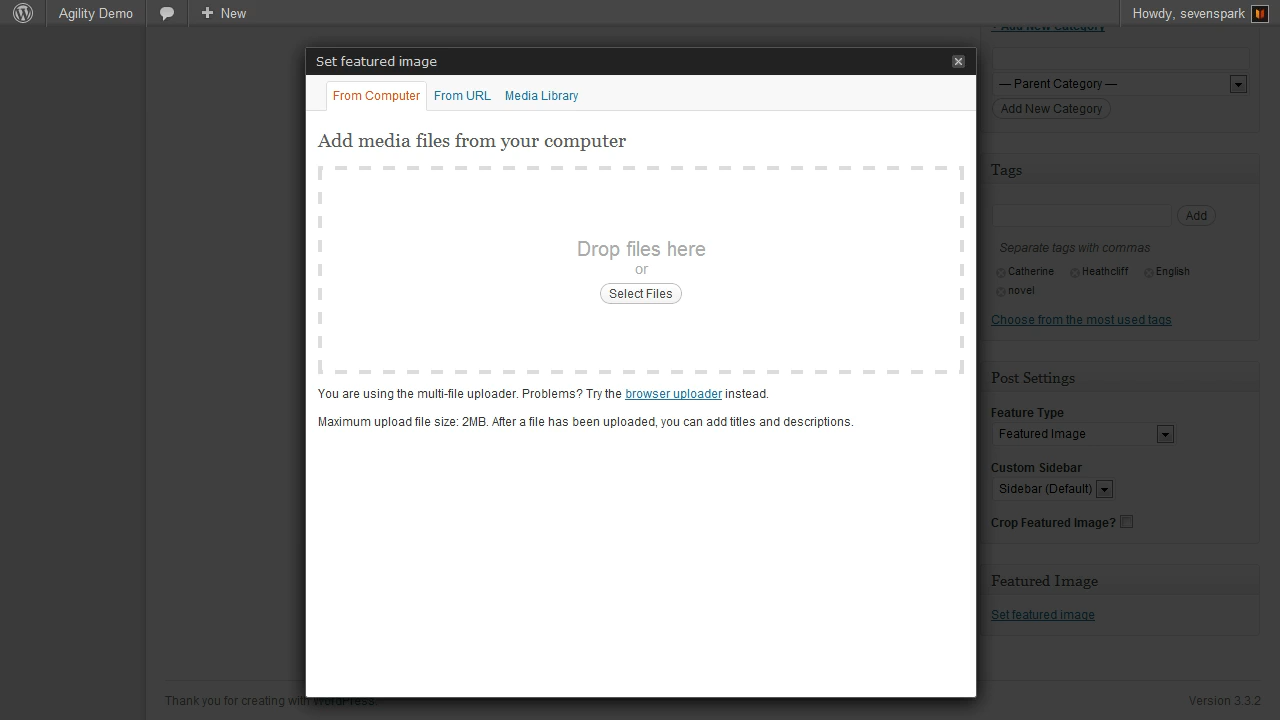 Agility Demo
New
Howdy, sevenspark
+ Add New Category
Set featured image
From Computer
From URL
Media Library
Add media files from your computer
Drop files here
or
Select Files
You are using the multi-file uploader. Problems? Try the browser uploader instead.
Maximum upload file size: 2MB. After a file has been uploaded, you can add titles and descriptions.
— Parent Category —
Add New Category
Tags
Add
Separate tags with commas
Catherine
Heathcliff
English
novel
Choose from the most used tags
Post Settings
Feature Type
Featured Image
Custom Sidebar
Sidebar (Default)
Crop Featured Image?
Featured Image
Set featured image
Thank you for creating with WordPress.
Version 3.3.2